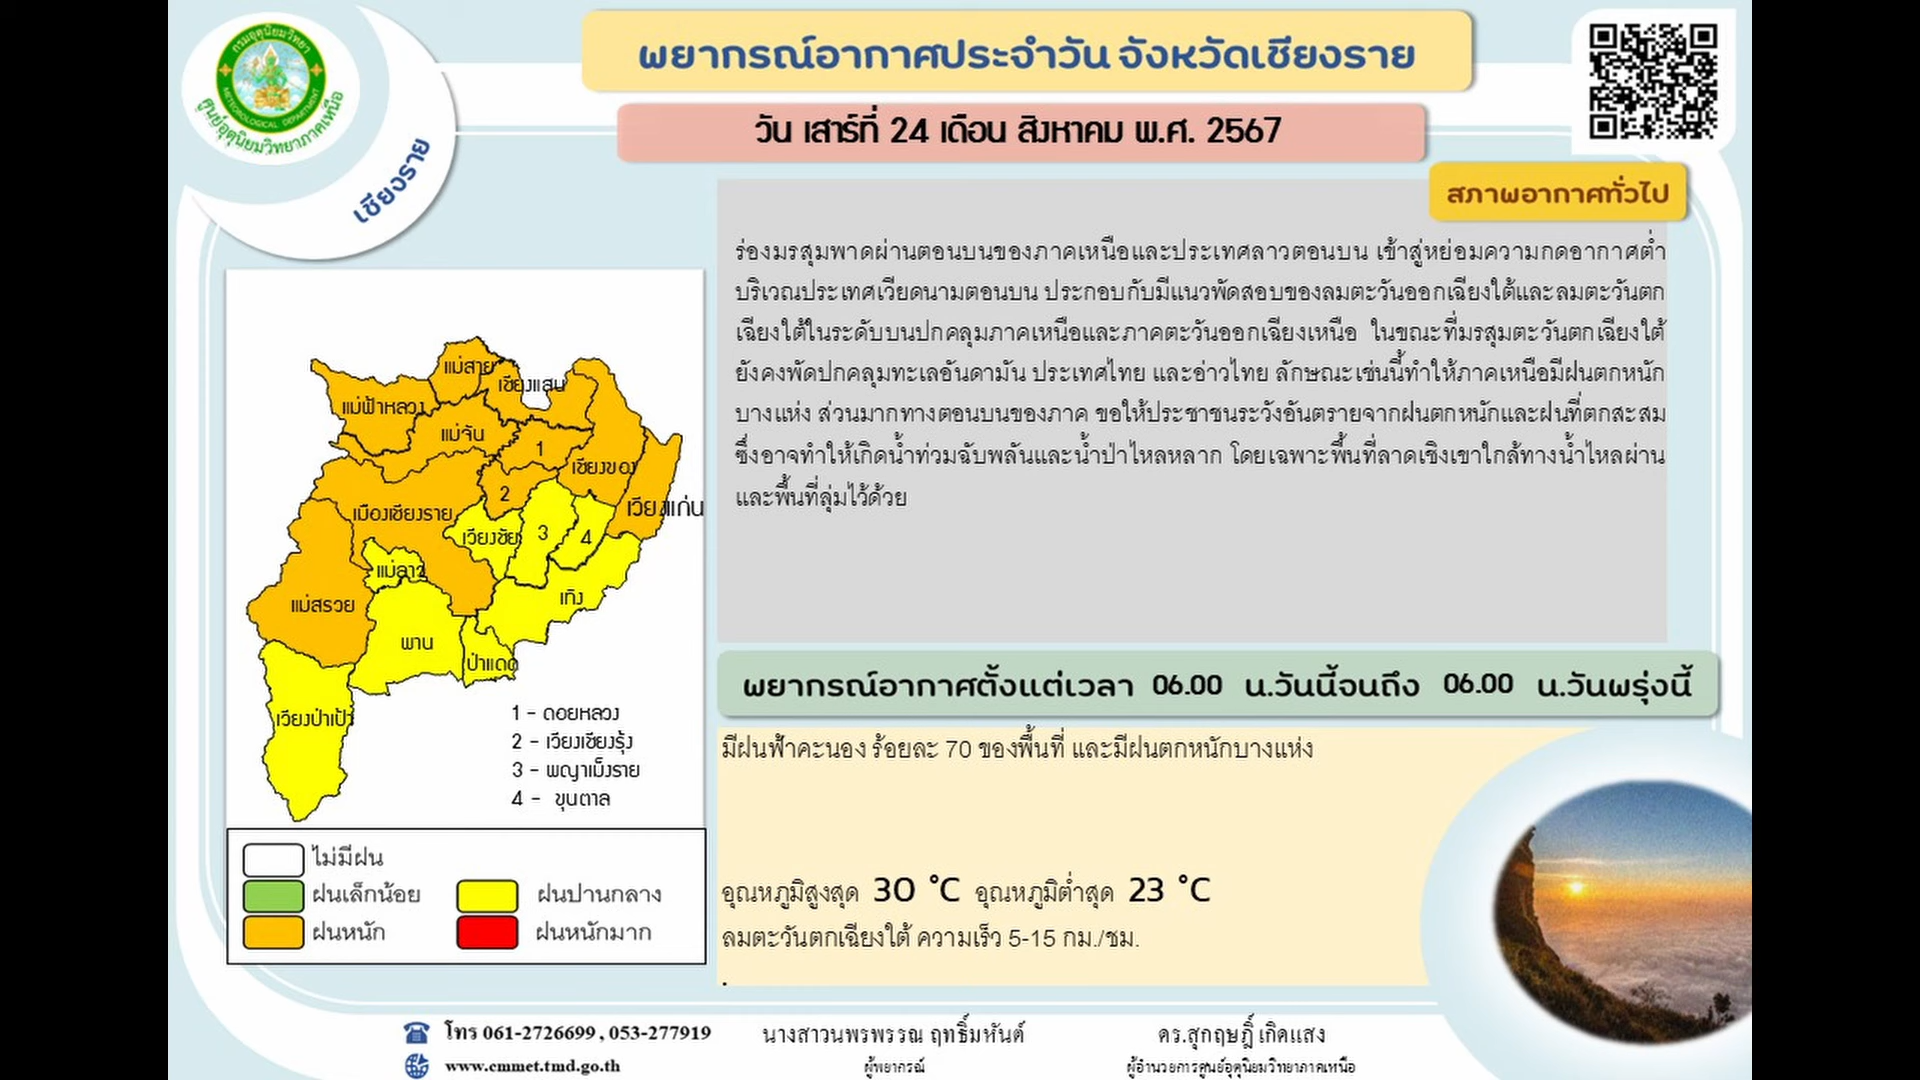 กรมอุตุนิยมวิทยา
METEOROLOGICAL DEPARTMENT
ศูนย์อุตุนิยมวิทยาภาคเหนือ
เชียงราย
พยากรณ์อากาศประจำวัน จังหวัดเชียงราย
วัน เสาร์ที่ 24 เดือน สิงหาคม พ.ศ. 2567
สภาพอากาศทั่วไป
ร่องมรสุมพาดผ่านตอนบนของภาคเหนือและประเทศลาวตอนบน เข้าสู่หย่อมความกดอากาศต่ำ
บริเวณประเทศเวียดนามตอนบน ประกอบกับมีแนวพัดสอบของลมตะวันออกเฉียงใต้และลมตะวันตก
เฉียงใต้ในระดับบนปกคลุมภาคเหนือและภาคตะวันออกเฉียงเหนือ ในขณะที่มรสุมตะวันตกเฉียงใต้
ยังคงพัดปกคลุมทะเลอันดามัน ประเทศไทย และอ่าวไทย ลักษณะเช่นนี้ทำให้ภาคเหนือมีฝนตกหนัก
บางแห่ง ส่วนมากทางตอนบนของภาค ขอให้ประชาชนระวังอันตรายจากฝนตกหนักและฝนที่ตกสะสม
ซึ่งอาจทำให้เกิดน้ำท่วมฉับพลันและน้ำป่าไหลหลาก โดยเฉพาะพื้นที่ลาดเชิงเขาใกล้ทางน้ำไหลผ่าน
และพื้นที่ลุ่มไว้ด้วย
แม่สาย
เชียงแสน
แม่ฟ้าหลวง
แม่จัน
1
เชียงของ
2
เวียงแก่น
เมืองเชียงราย
เวียงชัย
3
4
แม่ลาว
แม่สรวย
เทิง
พาน
ป่าแดด
เวียงป่าเป้า
1 - ดอยหลวง
2 - เวียงเชียงรุ้ง
3 - พญาเม็งราย
4 - ขุนตาล
ไม่มีฝน
ฝนเล็กน้อย
ฝนปานกลาง
ฝนหนัก
ฝนหนักมาก
พยากรณ์อากาศตั้งแต่เวลา 06.00 น.วันนี้จนถึง 06.00 น.วันพรุ่งนี้
มีฝนฟ้าคะนอง ร้อยละ 70 ของพื้นที่ และมีฝนตกหนักบางแห่ง
อุณหภูมิสูงสุด 30 °C อุณหภูมิต่ำสุด 23 °C
ลมตะวันตกเฉียงใต้ ความเร็ว 5-15 กม./ชม.
.
โทร 061-2726699 , 053-277919
www.cmmet.tmd.go.th
นางสาวนพรพรรณ ฤทธิ์มหันต์
ผู้พยากรณ์
ดร.สุกฤษฎิ์ เกิดแสง
ผู้อำนวยการศูนย์อุตุนิยมวิทยาภาคเหนือ